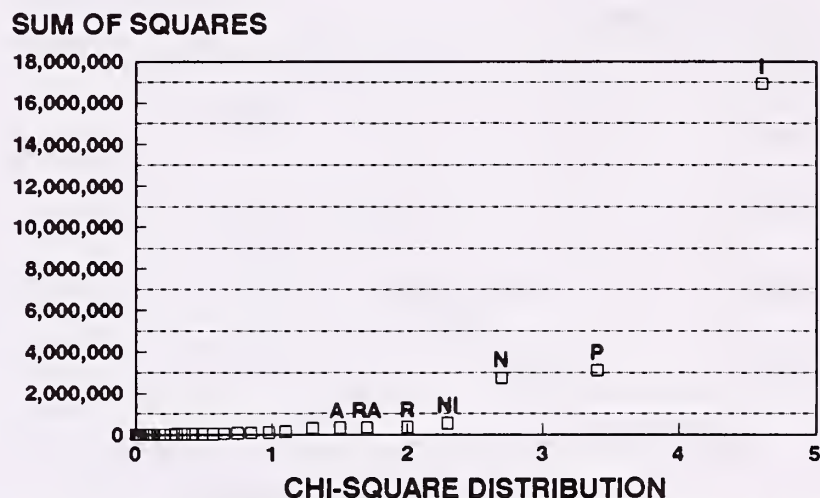 SUM OF SQUARES
18,000,000
16,000,000
14,000,000
12,000,000
10,000,000
8,000,000
6,000,000
4,000,000
2,000,000
0
I
N P
A RA R NI
0 1 2 3 4 5
CHI-SQUARE DISTRIBUTION